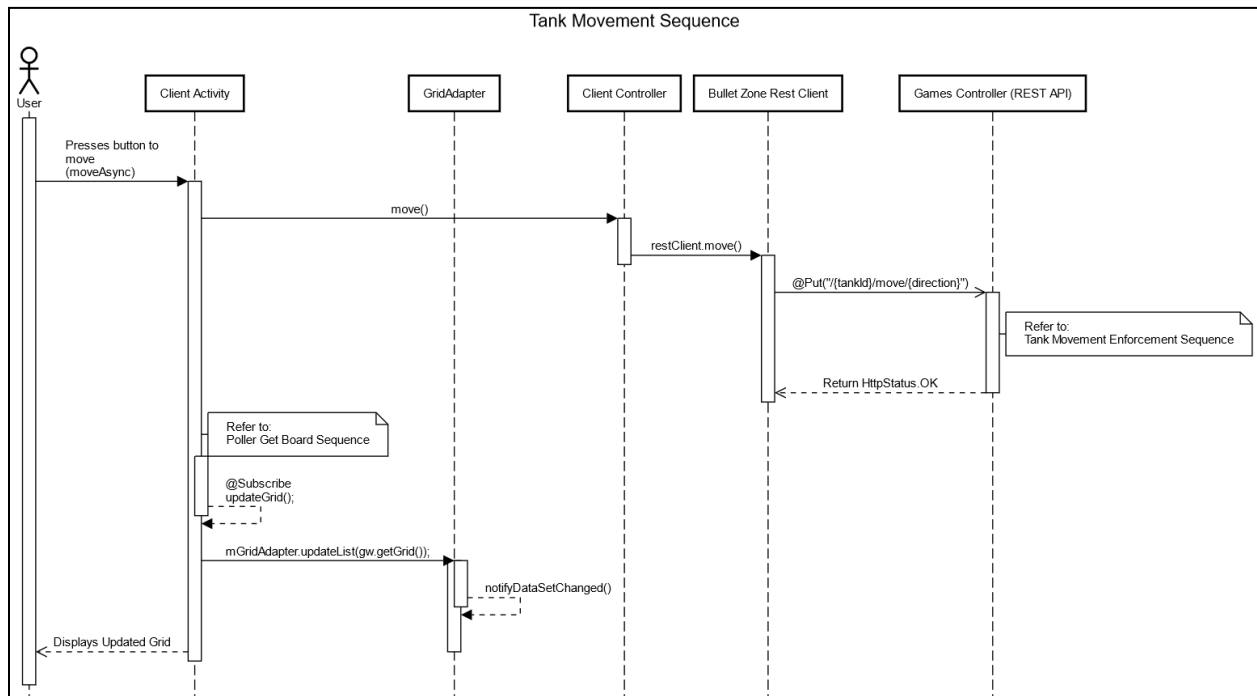 Tank Movement Sequence
User
Client Activity
GridAdapter
Client Controller
Bullet Zone Rest Client
Games Controller (REST API)
Presses button to
move
(moveAsync)
move()
restClient.move()
@Put("/{tankId}/move/{direction}")
Refer to:
Tank Movement Enforcement Sequence
Return HttpStatus.OK
Refer to:
Poller Get Board Sequence
@Subscribe
updateGrid();
mGridAdapter.updateList(gw.getGrid());
notifyDataSetChanged()
Displays Updated Grid